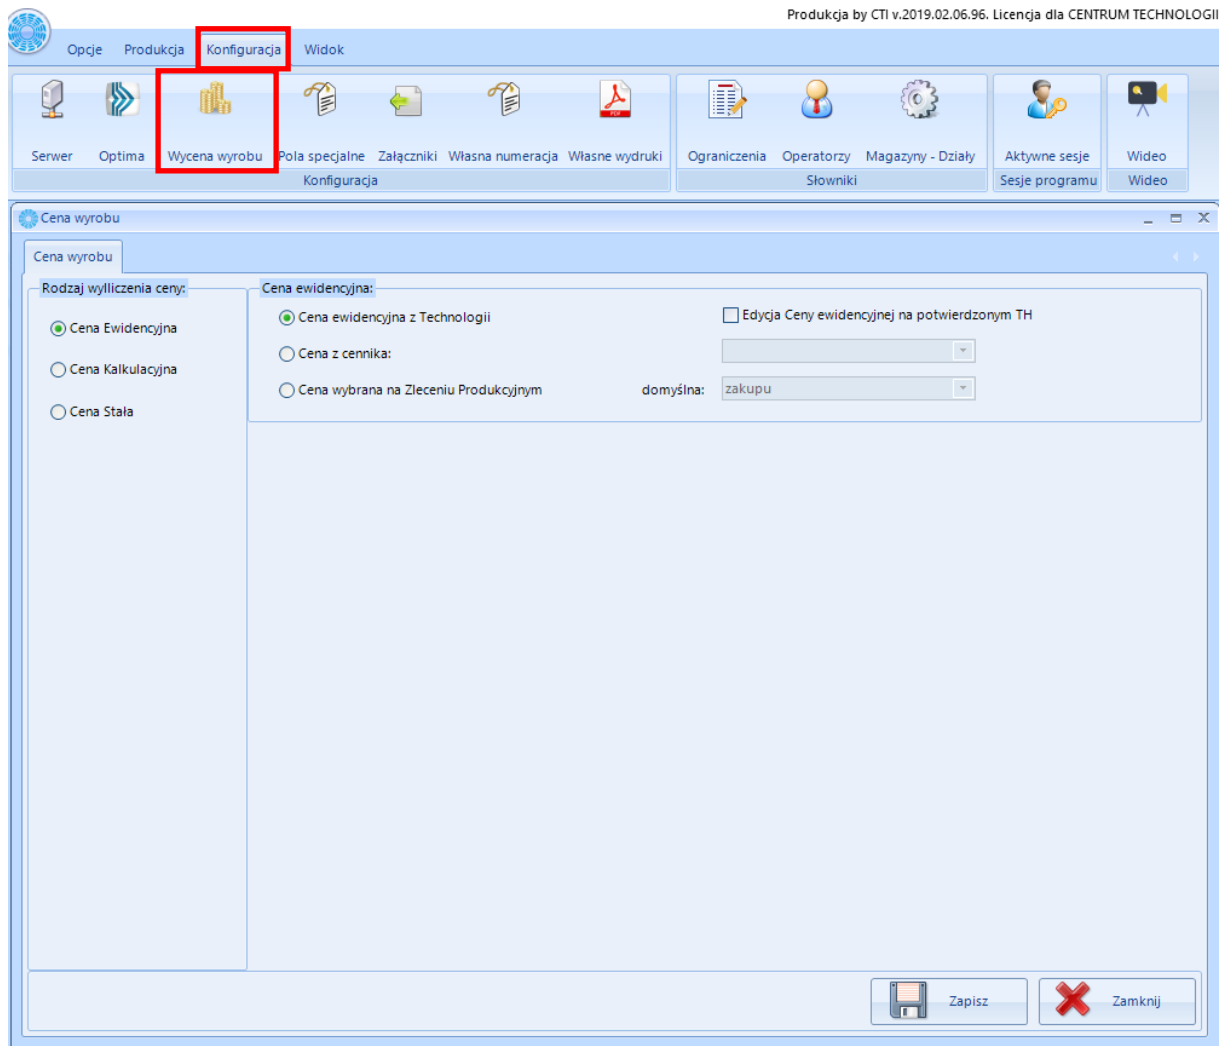 Produkcja by CTI v.2019.02.06.96. Licencja dla CENTRUM TECHNOLOGII
Opcje Produkcja Konfiguracja Widok
Serwer Optima Wycena wyrobu Pola specjalne Załączniki Własna numeracja Własne wydruki Ograniczenia Operatorzy Magazyny - Działy Aktywne sesje Wideo
Konfiguracja Słowniki Sesje programu Wideo
Cena wyrobu
Cena wyrobu
Rodzaj wylliczenia ceny: Cena ewidencyjna:
Cena Ewidencyjna Cena ewidencyjna z Technologii Edycja Ceny ewidencyjnej na potwierdzonym TH
Cena Kalkulacyjna Cena z cennika:
Cena Stała Cena wybrana na Zleceniu Produkcyjnym domyślna: zakupu
Zapisz Zamknij